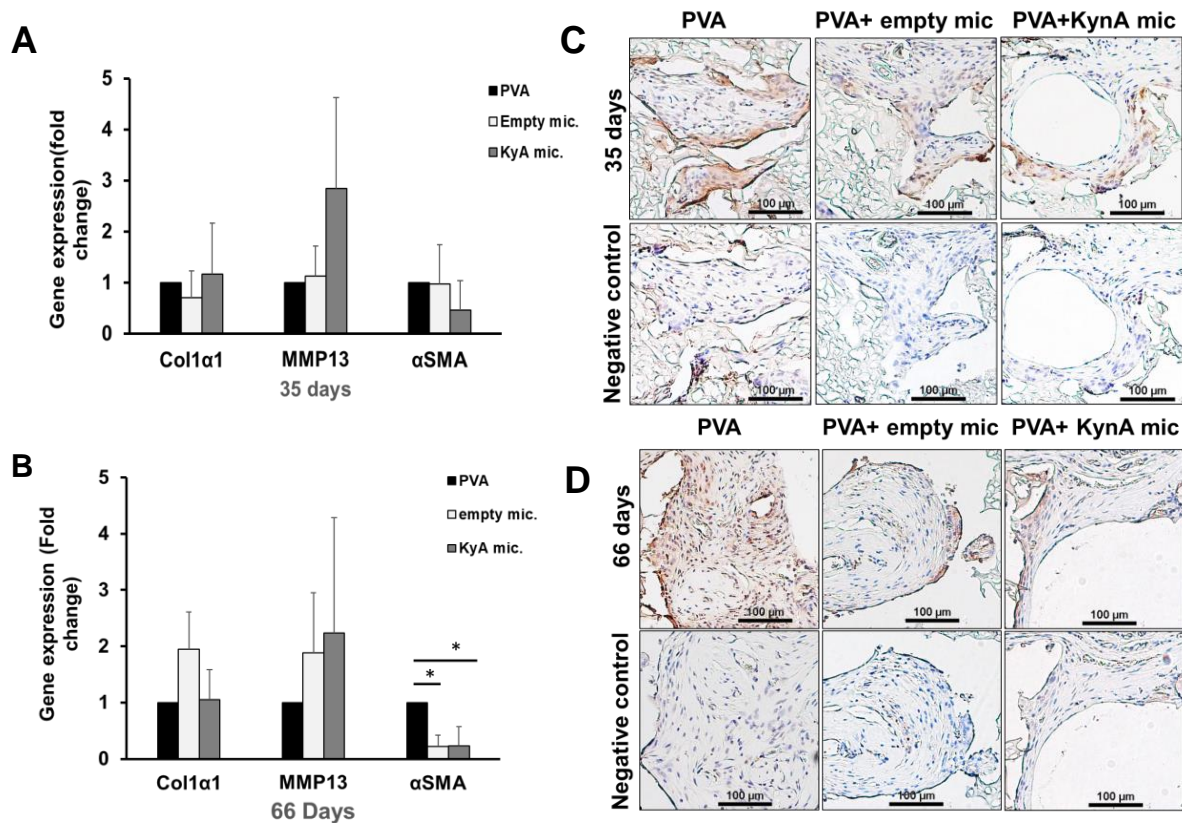 A
Gene expression(fold
change)
5
4
3
2
1
0
PVA
Empty mic.
KyA mic.
Col1α1 MMP13 αSMA
35 days
B
Gene expression (Fold
change)
5
4
3
2
1
0
PVA
empty mic.
KyA mic.
*
*
Col1α1 MMP13 αSMA
66 Days
C
PVA PVA+ empty mic PVA+KynA mic
35 days
100 µm 100 µm 100 µm
Negative control
100 µm 100 µm 100 µm
D
PVA PVA+ empty mic PVA+ KynA mic
66 days
100 µm 100 µm 100 µm
Negative control
100 µm 100 µm 100 µm